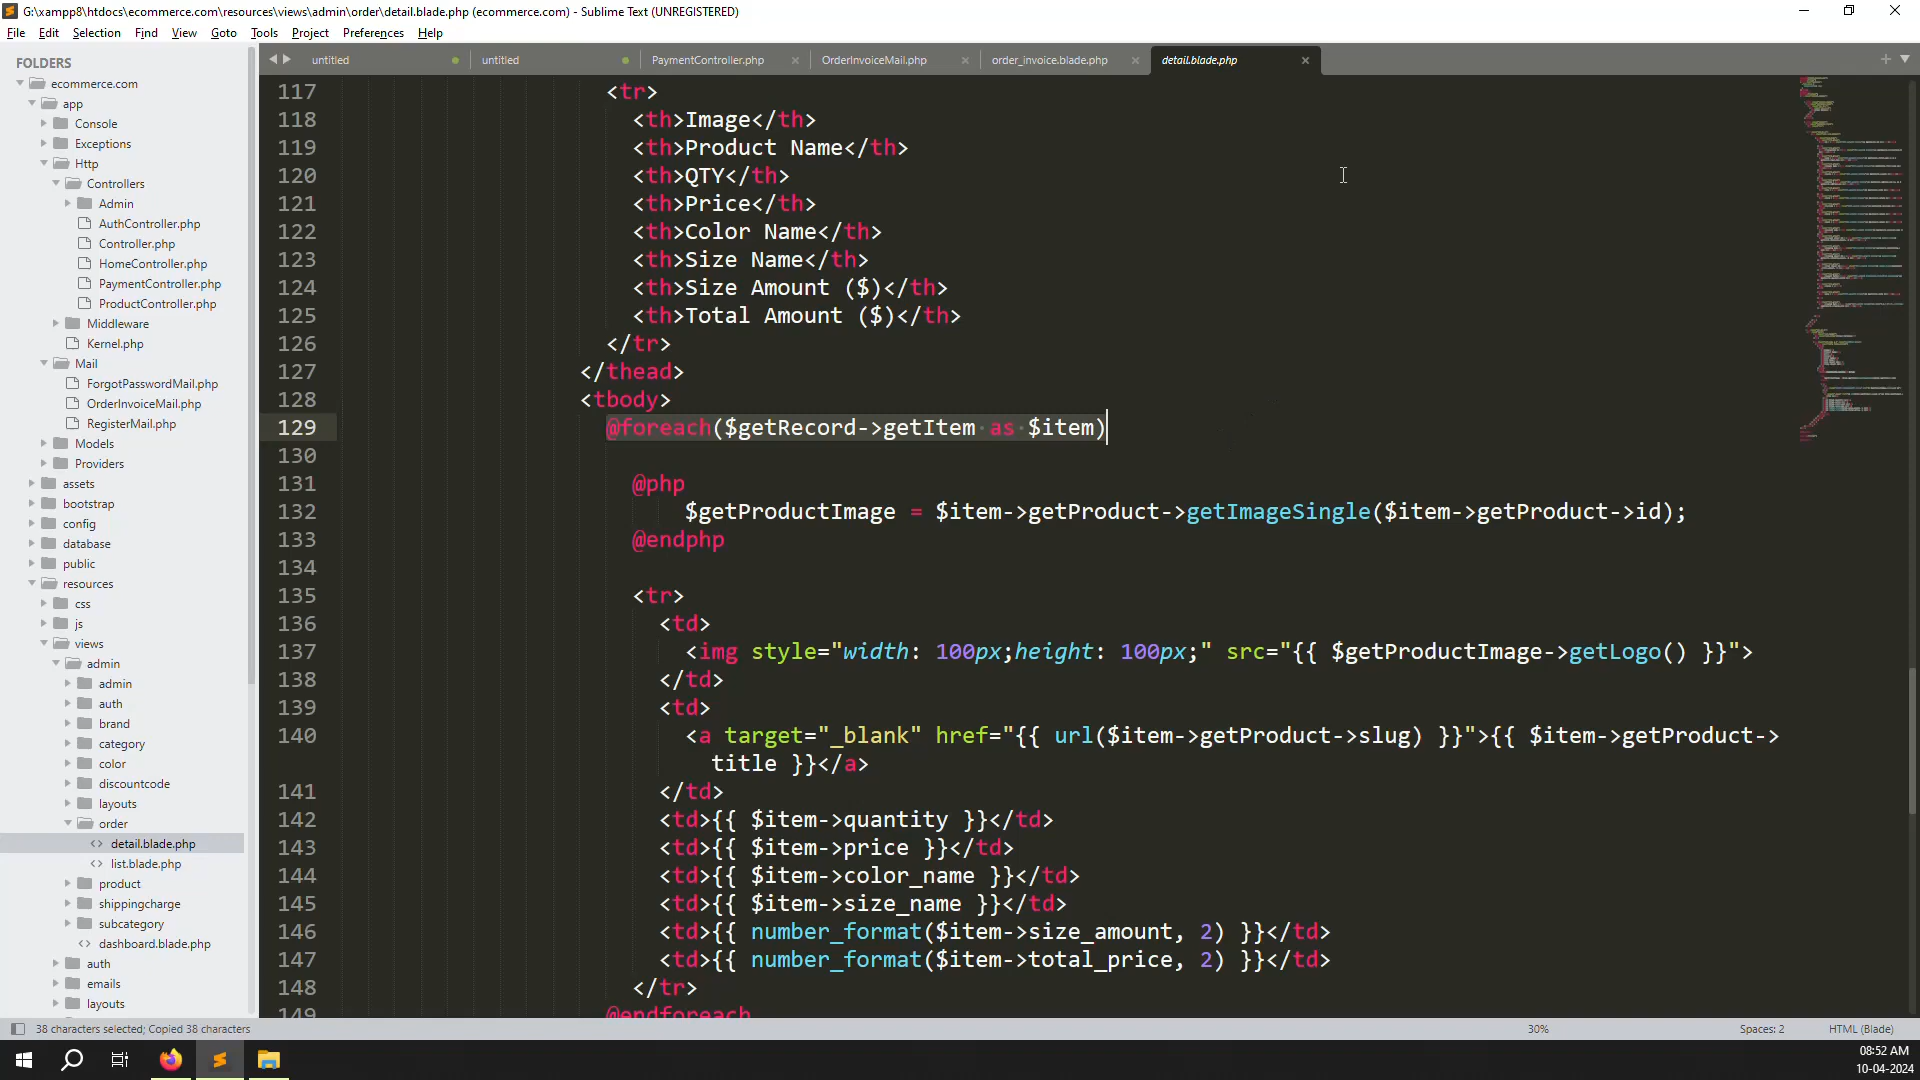 G:\xampp8\htdocs\ecommerce.com\resources\views\admin\order\detail.blade.php (ecommerce.com) - Sublime Text (UNREGISTERED)
File Edit Selection Find View Goto Tools Project Preferences Help
FOLDERS
ecommerce.com
app
Console
Exceptions
Http
Controllers
Admin
AuthController.php
Controller.php
HomeController.php
PaymentController.php
ProductController.php
Middleware
Kernel.php
Mail
ForgotPasswordMail.php
OrderInvoiceMail.php
RegisterMail.php
Models
Providers
assets
bootstrap
config
database
public
resources
css
js
views
admin
admin
auth
brand
category
color
discountcode
layouts
order
detail.blade.php
list.blade.php
product
shippingcharge
subcategory
dashboard.blade.php
auth
emails
layouts
untitled untitled PaymentController.php OrderInvoiceMail.php order_invoice.blade.php detail.blade.php
117 <tr>
118 <th>Image</th>
119 <th>Product Name</th>
120 <th>QTY</th>
121 <th>Price</th>
122 <th>Color Name</th>
123 <th>Size Name</th>
124 <th>Size Amount ($)</th>
125 <th>Total Amount ($)</th>
126 </tr>
127 </thead>
128 <tbody>
129 @foreach($getRecord->getItem as $item)
130
131 @php
132 $getProductImage = $item->getProduct->getImageSingle($item->getProduct->id);
133 @endphp
134
135 <tr>
136 <td>
137 <img style="width: 100px;height: 100px;" src="{{ $getProductImage->getLogo() }}">
138 </td>
139 <td>
140 <a target="_blank" href="{{ url($item->getProduct->slug) }}">{{ $item->getProduct->
title }}</a>
141 </td>
142 <td>{{ $item->quantity }}</td>
143 <td>{{ $item->price }}</td>
144 <td>{{ $item->color_name }}</td>
145 <td>{{ $item->size_name }}</td>
146 <td>{{ number_format($item->size_amount, 2) }}</td>
147 <td>{{ number_format($item->total_price, 2) }}</td>
148 </tr>
149 @endforeach
38 characters selected; Copied 38 characters 30% Spaces: 2 HTML (Blade)
08:52 AM
10-04-2024